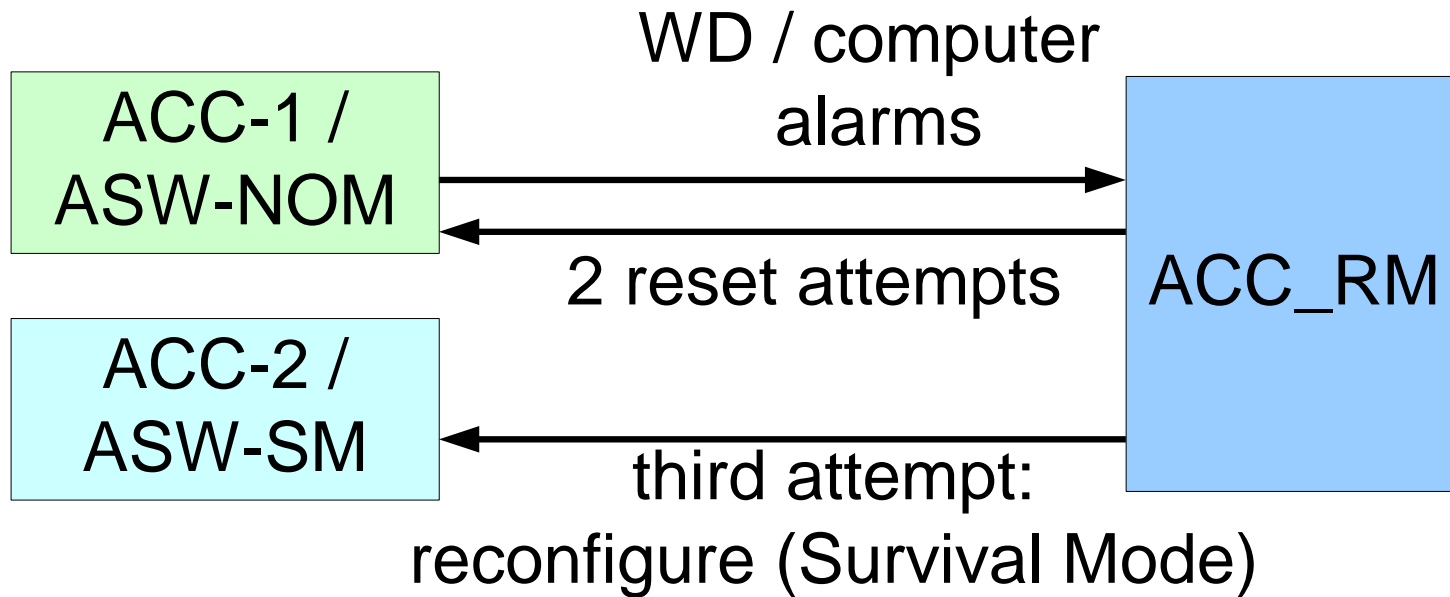 WD / computer
alarms
ACC-1 /
ASW-NOM
2 reset attempts
ACC_RM
ACC-2 /
ASW-SM
third attempt:
reconfigure (Survival Mode)